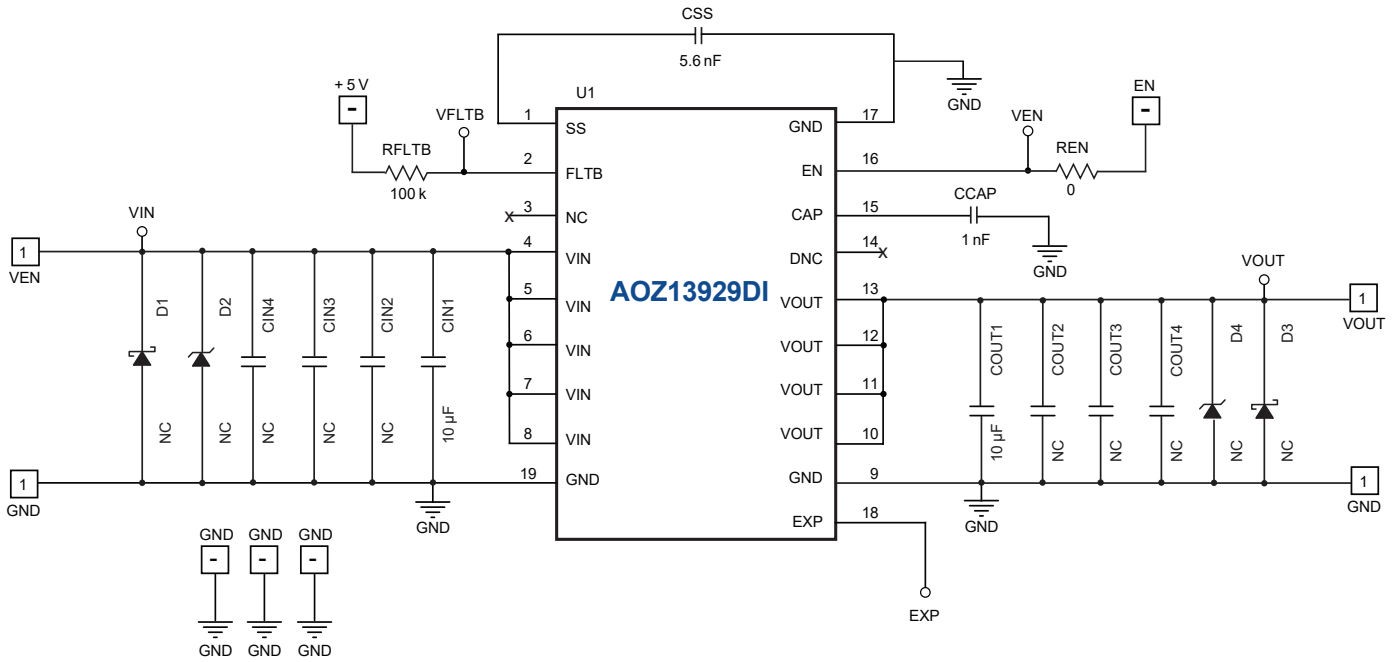 CSS
5.6 nF
GND
+ 5 V
-
VFLTB
RFLTB
100 k
U1
AOZ13929DI
1
SS
2
FLTB
3
NC
x
4
VIN
5
VIN
6
VIN
7
VIN
8
VIN
19
GND
17
GND
16
EN
15
CAP
14
DNC
x
13
VOUT
12
VOUT
11
VOUT
10
VOUT
9
GND
18
EXP
VEN
REN
0
EN
-
CCAP
1 nF
GND
VIN
1
VEN
D1
NC
D2
NC
CIN4
NC
CIN3
NC
CIN2
NC
CIN1
10 µF
1
GND
GND
VOUT
1
VOUT
COUT1
10 µF
COUT2
NC
COUT3
NC
COUT4
NC
D4
NC
D3
NC
1
GND
GND
EXP
GND GND GND
- - -
GND GND GND